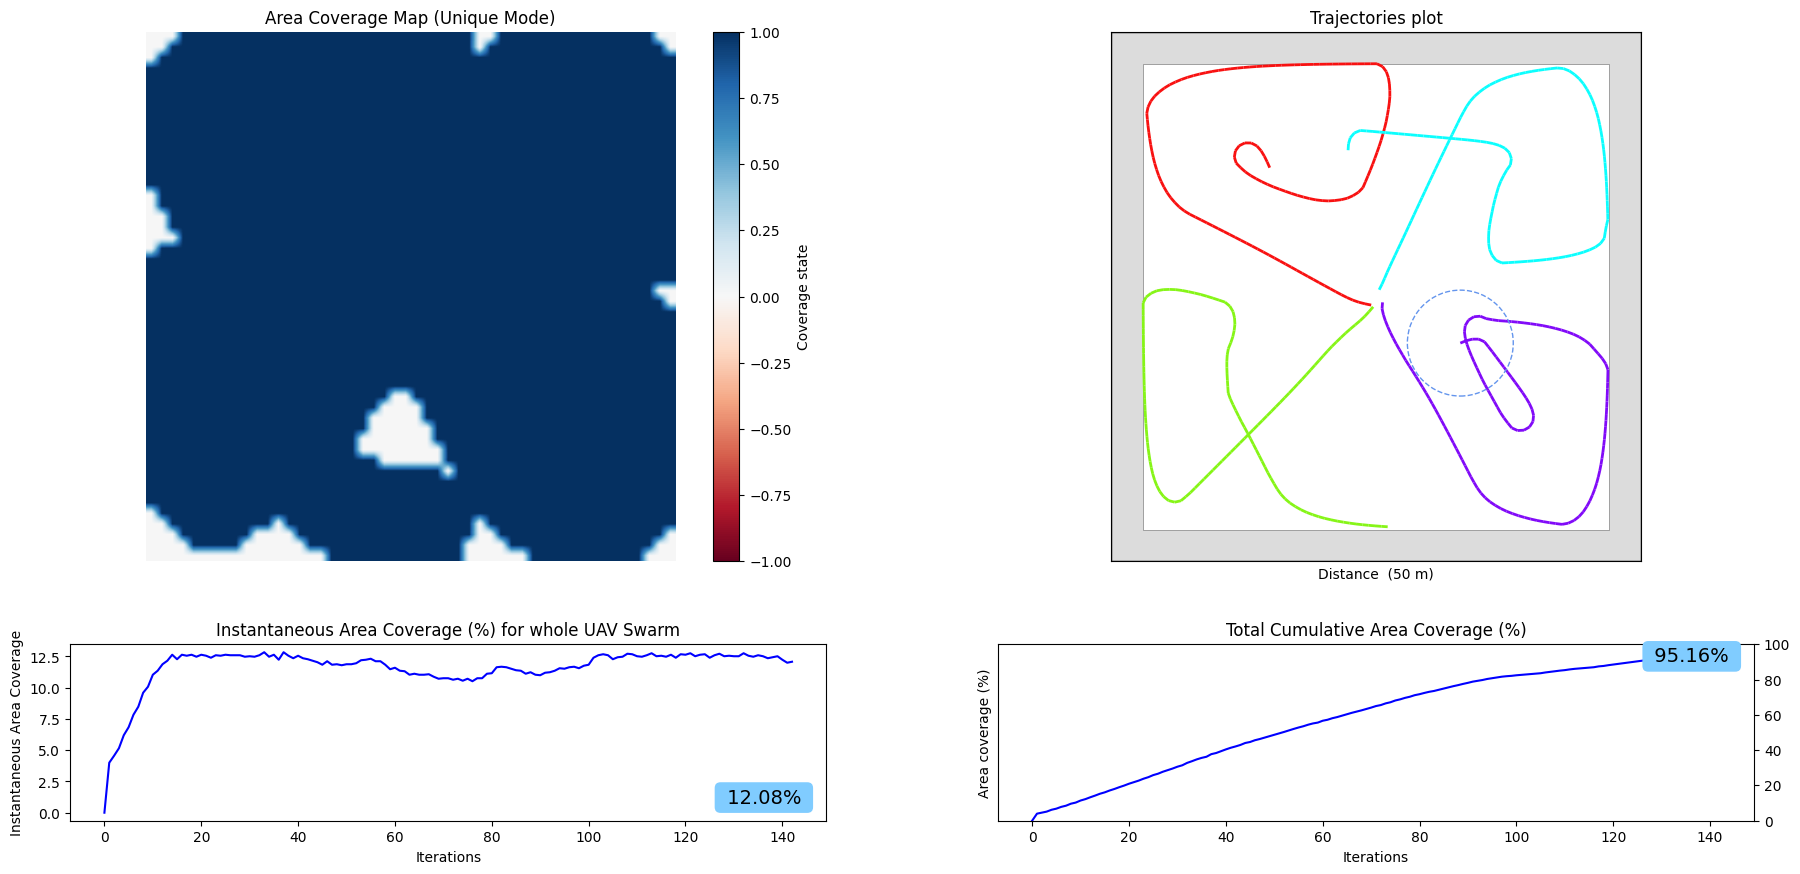 Area Coverage Map (Unique Mode)
1.00
0.75
0.50
0.25
0.00
−0.25
−0.50
−0.75
−1.00
Coverage state
Trajectories plot
Distance  (50 m)
Instantaneous Area Coverage (%) for whole UAV Swarm
Instantaneous Area Coverage
12.5
10.0
7.5
5.0
2.5
0.0
12.08%
0 20 40 60 80 100 120 140
Iterations
Total Cumulative Area Coverage (%)
Area coverage (%)
95.16%
100
80
60
40
20
0
0 20 40 60 80 100 120 140
Iterations